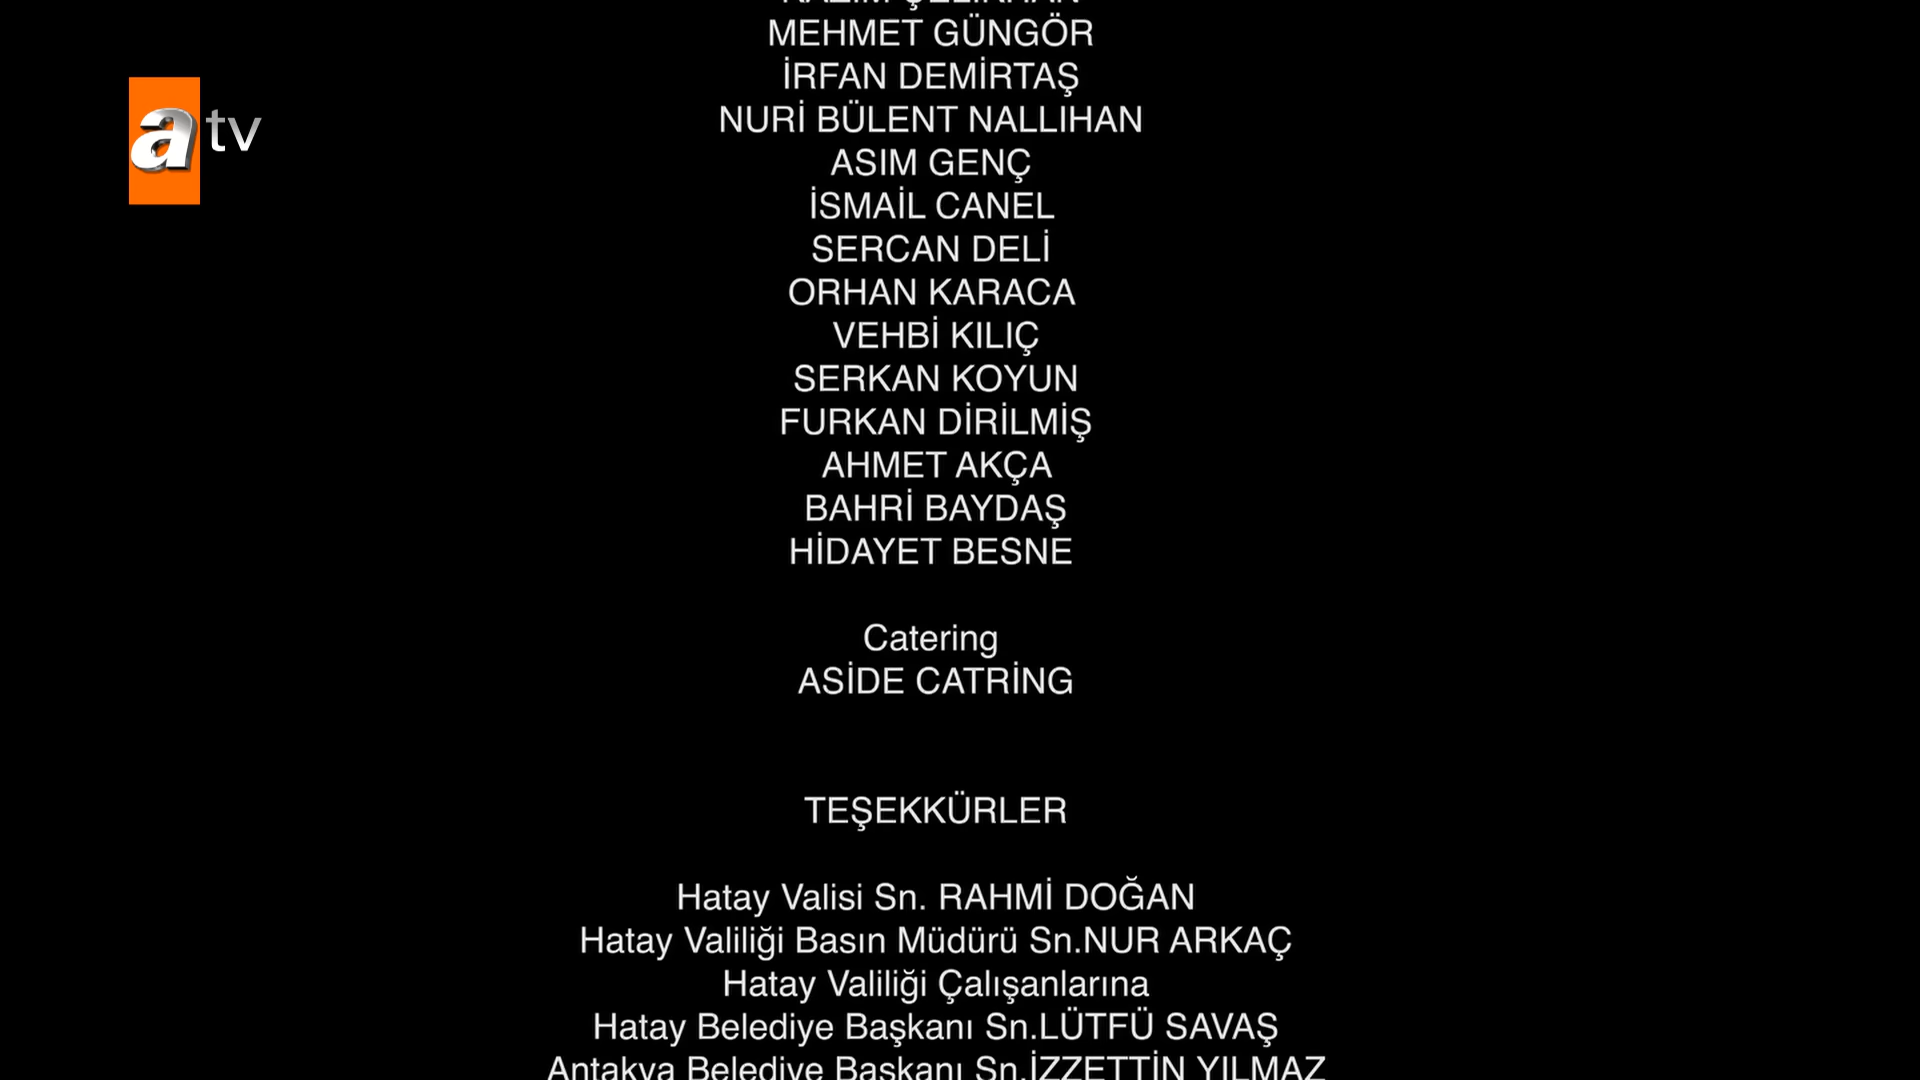 KAZIM ÇELİKHAN
MEHMET GÜNGÖR
İRFAN DEMİRTAŞ
NURİ BÜLENT NALLIHAN
ASIM GENÇ
İSMAİL CANEL
SERCAN DELİ
ORHAN KARACA
VEHBİ KILIÇ
SERKAN KOYUN
FURKAN DİRİLMİŞ
AHMET AKÇA
BAHRİ BAYDAŞ
HİDAYET BESNE
atv
Catering
ASİDE CATRİNG
TEŞEKKÜRLER
Hatay Valisi Sn. RAHMİ DOĞAN
Hatay Valiliği Basın Müdürü Sn.NUR ARKAÇ
Hatay Valiliği Çalışanlarına
Hatay Belediye Başkanı Sn.LÜTFÜ SAVAŞ
Antakya Belediye Başkanı Sn.İZZETTİN YILMAZ